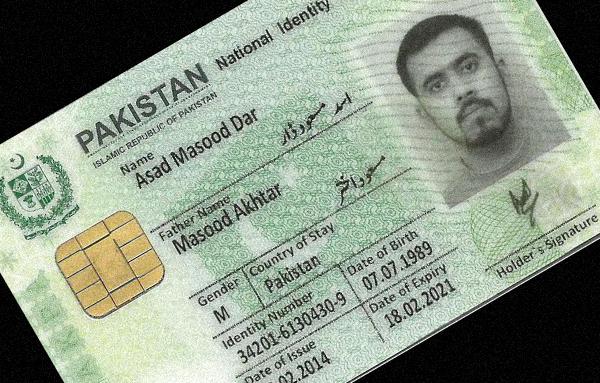 PAKISTAN National Identity
ISLAMIC REPUBLIC OF PAKISTAN
Name
Asad Masood Dar
اسد مسعود ڈار
Father Name
Masood Akhtar
مسعود اختر
Gender
M
Country of Stay
Pakistan
Identity Number
34201-6130430-9
Date of Birth
07.07.1989
Date of Issue
.02.2014
Date of Expiry
18.02.2021
Holder's Signature